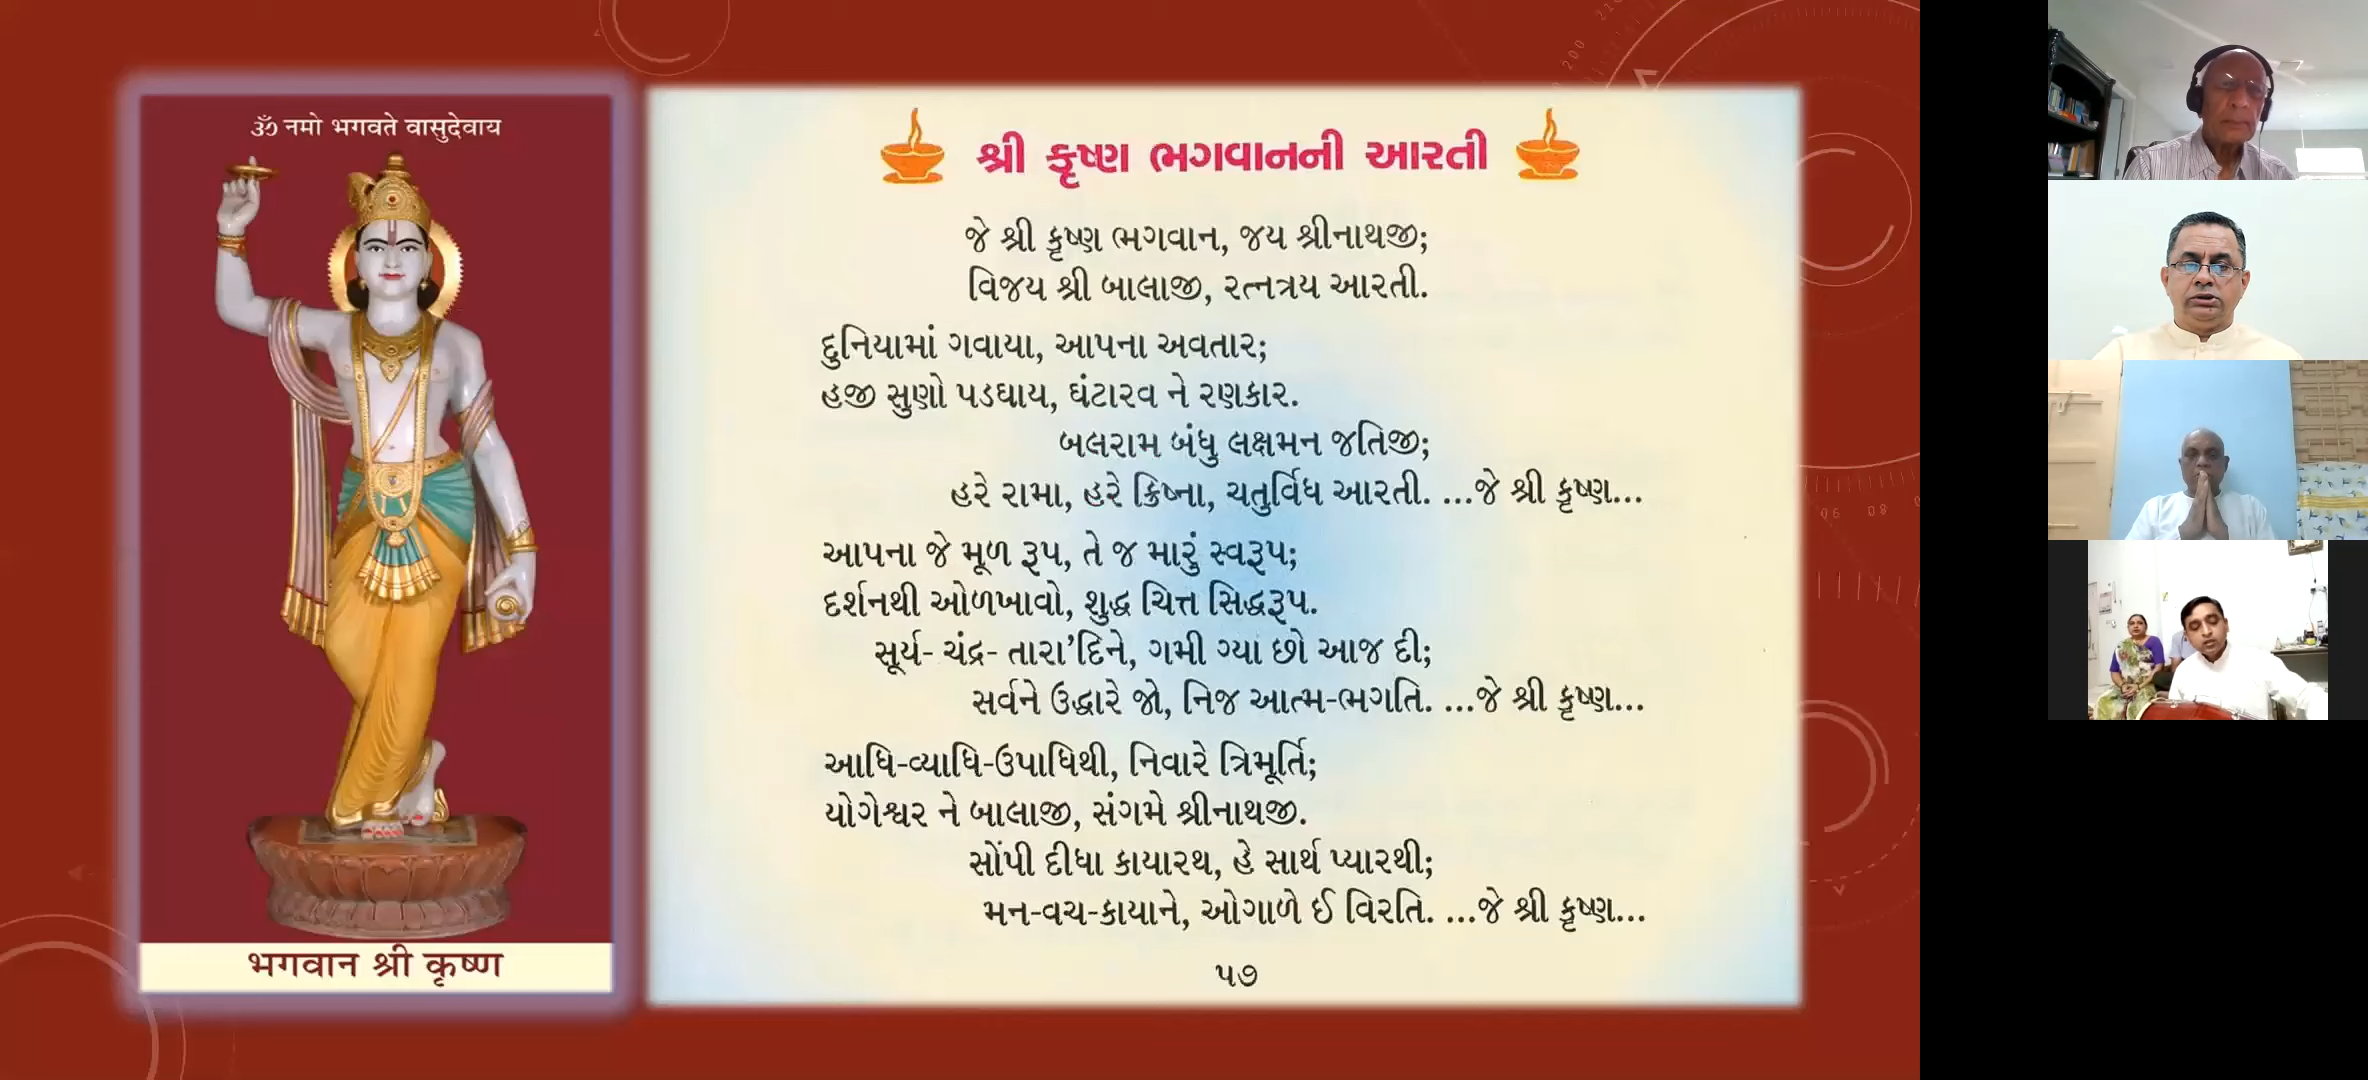 ॐ नमो भगवते वासुदेवाय
भगवान श्री कृष्ण
શ્રી કૃષ્ણ ભગવાનની આરતી
જે શ્રી કૃષ્ણ ભગવાન, જય શ્રીનાથજી;
વિજય શ્રી બાલાજી, રત્નત્રય આરતી.
દુનિયામાં ગવાયા, આપના અવતાર;
હજી સુણો પડઘાય, ઘંટારવ ને રણકાર.
બલરામ બંધુ લક્ષમન જતિજી;
હરે રામા, હરે ક્રિષ્ના, ચતુર્વિધ આરતી. ...જે શ્રી કૃષ્ણ...
આપના જે મૂળ રૂપ, તે જ મારું સ્વરૂપ;
દર્શનથી ઓળખાવો, શુદ્ધ ચિત્ત સિદ્ધરૂપ.
સૂર્ય- ચંદ્ર- તારા’દિને, ગમી ગ્યા છો આજ દી;
સર્વને ઉદ્ધારે જો, નિજ આત્મ-ભગતિ. ...જે શ્રી કૃષ્ણ...
આધિ-વ્યાધિ-ઉપાધિથી, નિવારે ત્રિમૂર્તિ;
યોગેશ્વર ને બાલાજી, સંગમે શ્રીનાથજી.
સોંપી દીધા કાયારથ, હે સાર્થ પ્યારથી;
મન-વચ-કાયાને, ઓગાળે ઈ વિરતિ. ...જે શ્રી કૃષ્ણ...
૫૭